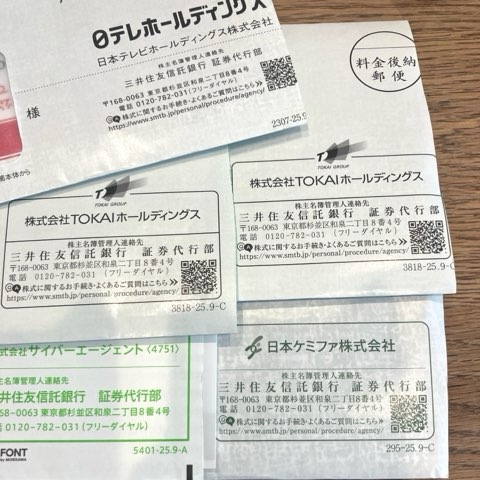 日テレホールディングス
日本テレビホールディングス株式会社
株主名簿管理人連絡先
三井住友信託銀行 証券代行部
〒168-0063 東京都杉並区和泉二丁目8番4号
電話 0120-782-031(フリーダイヤル)
株式に関するお手続き・よくあるご質問はこちら
https://www.smtb.jp/personal/procedure/agency/
2307-25.9
様
料金後納
郵便
TOKAI GROUP
株式会社TOKAIホールディングス
株主名簿管理人連絡先
三井住友信託銀行 証券代行部
〒168-0063 東京都杉並区和泉二丁目8番4号
電話 0120-782-031(フリーダイヤル)
株式に関するお手続き・よくあるご質問はこちら
https://www.smtb.jp/personal/procedure/agency/
3818-25.9-C
TOKAI GROUP
株式会社TOKAIホールディングス
株主名簿管理人連絡先
三井住友信託銀行 証券代行部
〒168-0063 東京都杉並区和泉二丁目8番4号
電話 0120-782-031(フリーダイヤル)
株式に関するお手続き・よくあるご質問はこちら
https://www.smtb.jp/personal/procedure/agency/
3818-25.9-C
式会社サイバーエージェント〈4751〉
主名簿管理人連絡先
井住友信託銀行 証券代行部
68-0063 東京都杉並区和泉二丁目8番4号
0120-782-031(フリーダイヤル)
5401-25.9-A
FONT
by MORISAWA
日本ケミファ株式会社
株主名簿管理人連絡先
三井住友信託銀行 証券代行部
〒168-0063 東京都杉並区和泉二丁目8番4号
電話 0120-782-031(フリーダイヤル)
株式に関するお手続き・よくあるご質問はこちら
https://www.smtb.jp/personal/procedure/agency/
295-25.9-C